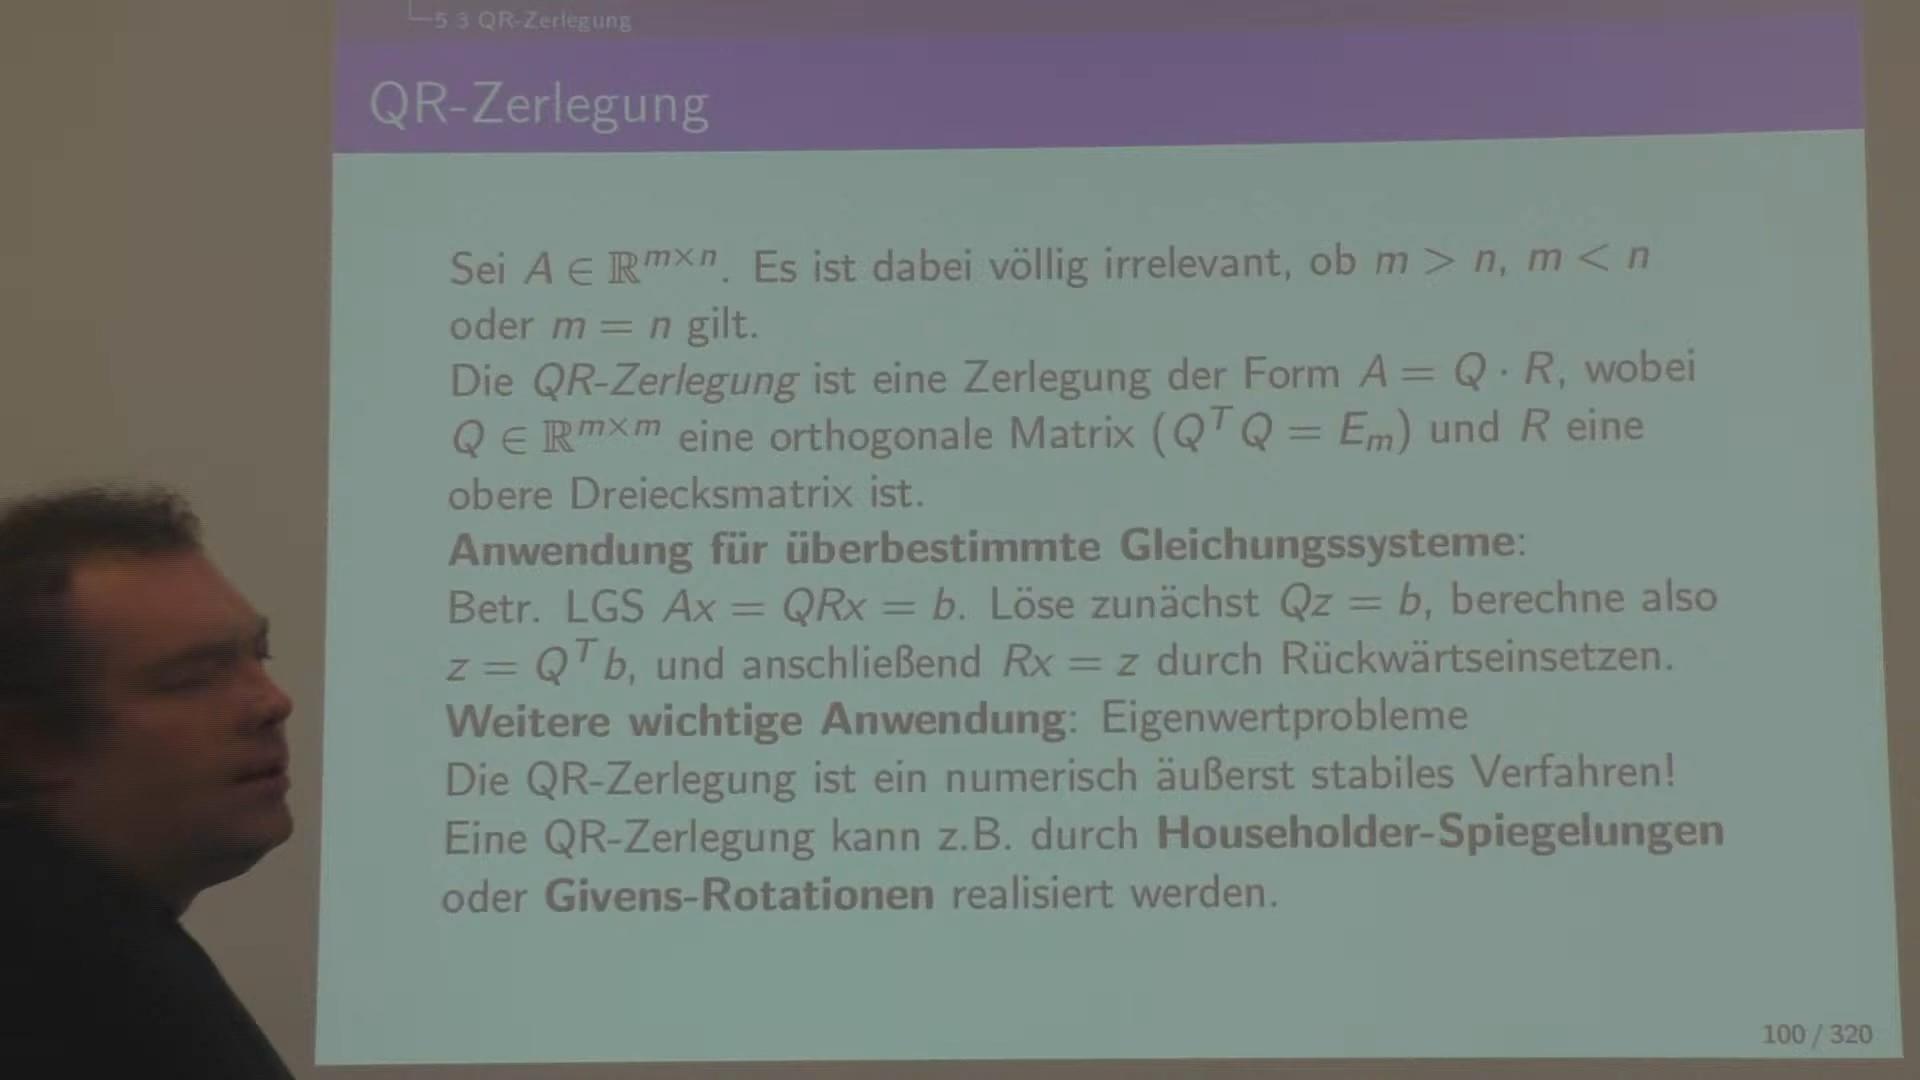 5 3 QR-Zerlegung
QR-Zerlegung
Sei A ∈ ℝ^{m×n}. Es ist dabei völlig irrelevant, ob m > n, m < n
oder m = n gilt.
Die QR-Zerlegung ist eine Zerlegung der Form A = Q · R, wobei
Q ∈ ℝ^{m×m} eine orthogonale Matrix (Q^T Q = E_m) und R eine
obere Dreiecksmatrix ist.
Anwendung für überbestimmte Gleichungssysteme:
Betr. LGS Ax = QRx = b. Löse zunächst Qz = b, berechne also
z = Q^T b, und anschließend Rx = z durch Rückwärtseinsetzen.
Weitere wichtige Anwendung: Eigenwertprobleme
Die QR-Zerlegung ist ein numerisch äußerst stabiles Verfahren!
Eine QR-Zerlegung kann z.B. durch Householder-Spiegelungen
oder Givens-Rotationen realisiert werden.
100 / 320